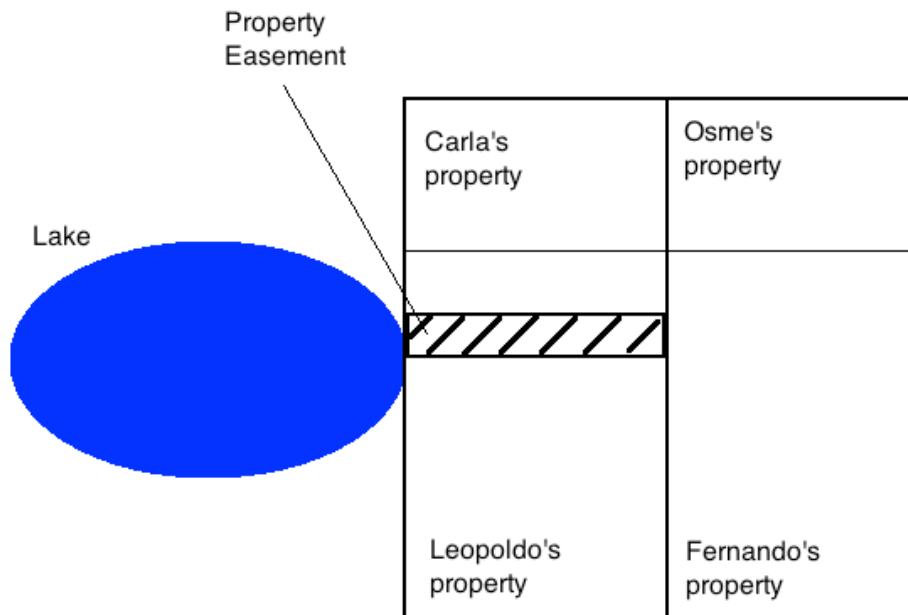 Property
Easement
Carla's
property
Osme's
property
Lake
Leopoldo's
property
Fernando's
property